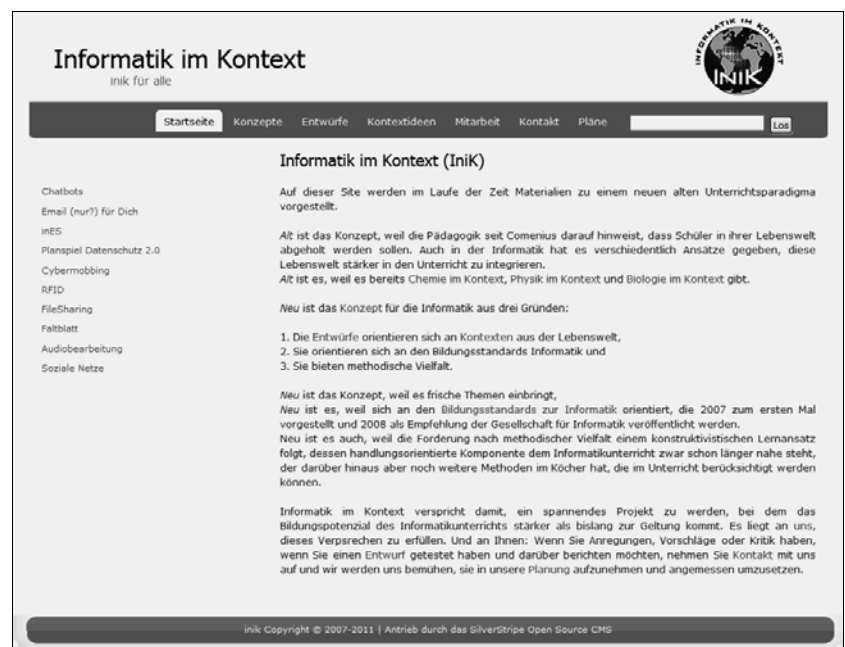 Informatik im Kontext
inik für alle
INFORMATIK IM KONTEXT
INIK
Startseite Konzepte Entwürfe Kontextideen Mitarbeit Kontakt Pläne Los
Chatbots
Email (nur?) für Dich
inES
Planspiel Datenschutz 2.0
Cybermobbing
RFID
FileSharing
Faltblatt
Audiobearbeitung
Soziale Netze
Informatik im Kontext (IniK)
Auf dieser Site werden im Laufe der Zeit Materialien zu einem neuen alten Unterrichtsparadigma
vorgestellt.
Alt ist das Konzept, weil die Pädagogik seit Comenius darauf hinweist, dass Schüler in ihrer Lebenswelt
abgeholt werden sollen. Auch in der Informatik hat es verschiedentlich Ansätze gegeben, diese
Lebenswelt stärker in den Unterricht zu integrieren.
Alt ist es, weil es bereits Chemie im Kontext, Physik im Kontext und Biologie im Kontext gibt.
Neu ist das Konzept für die Informatik aus drei Gründen:
1. Die Entwürfe orientieren sich an Kontexten aus der Lebenswelt,
2. Sie orientieren sich an den Bildungsstandards Informatik und
3. Sie bieten methodische Vielfalt.
Neu ist das Konzept, weil es frische Themen einbringt,
Neu ist es, weil sich an den Bildungsstandards zur Informatik orientiert, die 2007 zum ersten Mal
vorgestellt und 2008 als Empfehlung der Gesellschaft für Informatik veröffentlicht werden.
Neu ist es auch, weil die Forderung nach methodischer Vielfalt einem konstruktivistischen Lernansatz
folgt, dessen handlungsorientierte Komponente dem Informatikunterricht zwar schon länger nahe steht,
der darüber hinaus aber noch weitere Methoden im Köcher hat, die im Unterricht berücksichtigt werden
können.
Informatik im Kontext verspricht damit, ein spannendes Projekt zu werden, bei dem das
Bildungspotenzial des Informatikunterrichts stärker als bislang zur Geltung kommt. Es liegt an uns,
dieses Verpsrechen zu erfüllen. Und an Ihnen: Wenn Sie Anregungen, Vorschläge oder Kritik haben,
wenn Sie einen Entwurf getestet haben und darüber berichten möchten, nehmen Sie Kontakt mit uns
auf und wir werden uns bemühen, sie in unsere Planung aufzunehmen und angemessen umzusetzen.
inik Copyright © 2007-2011 | Antrieb durch das SilverStripe Open Source CMS